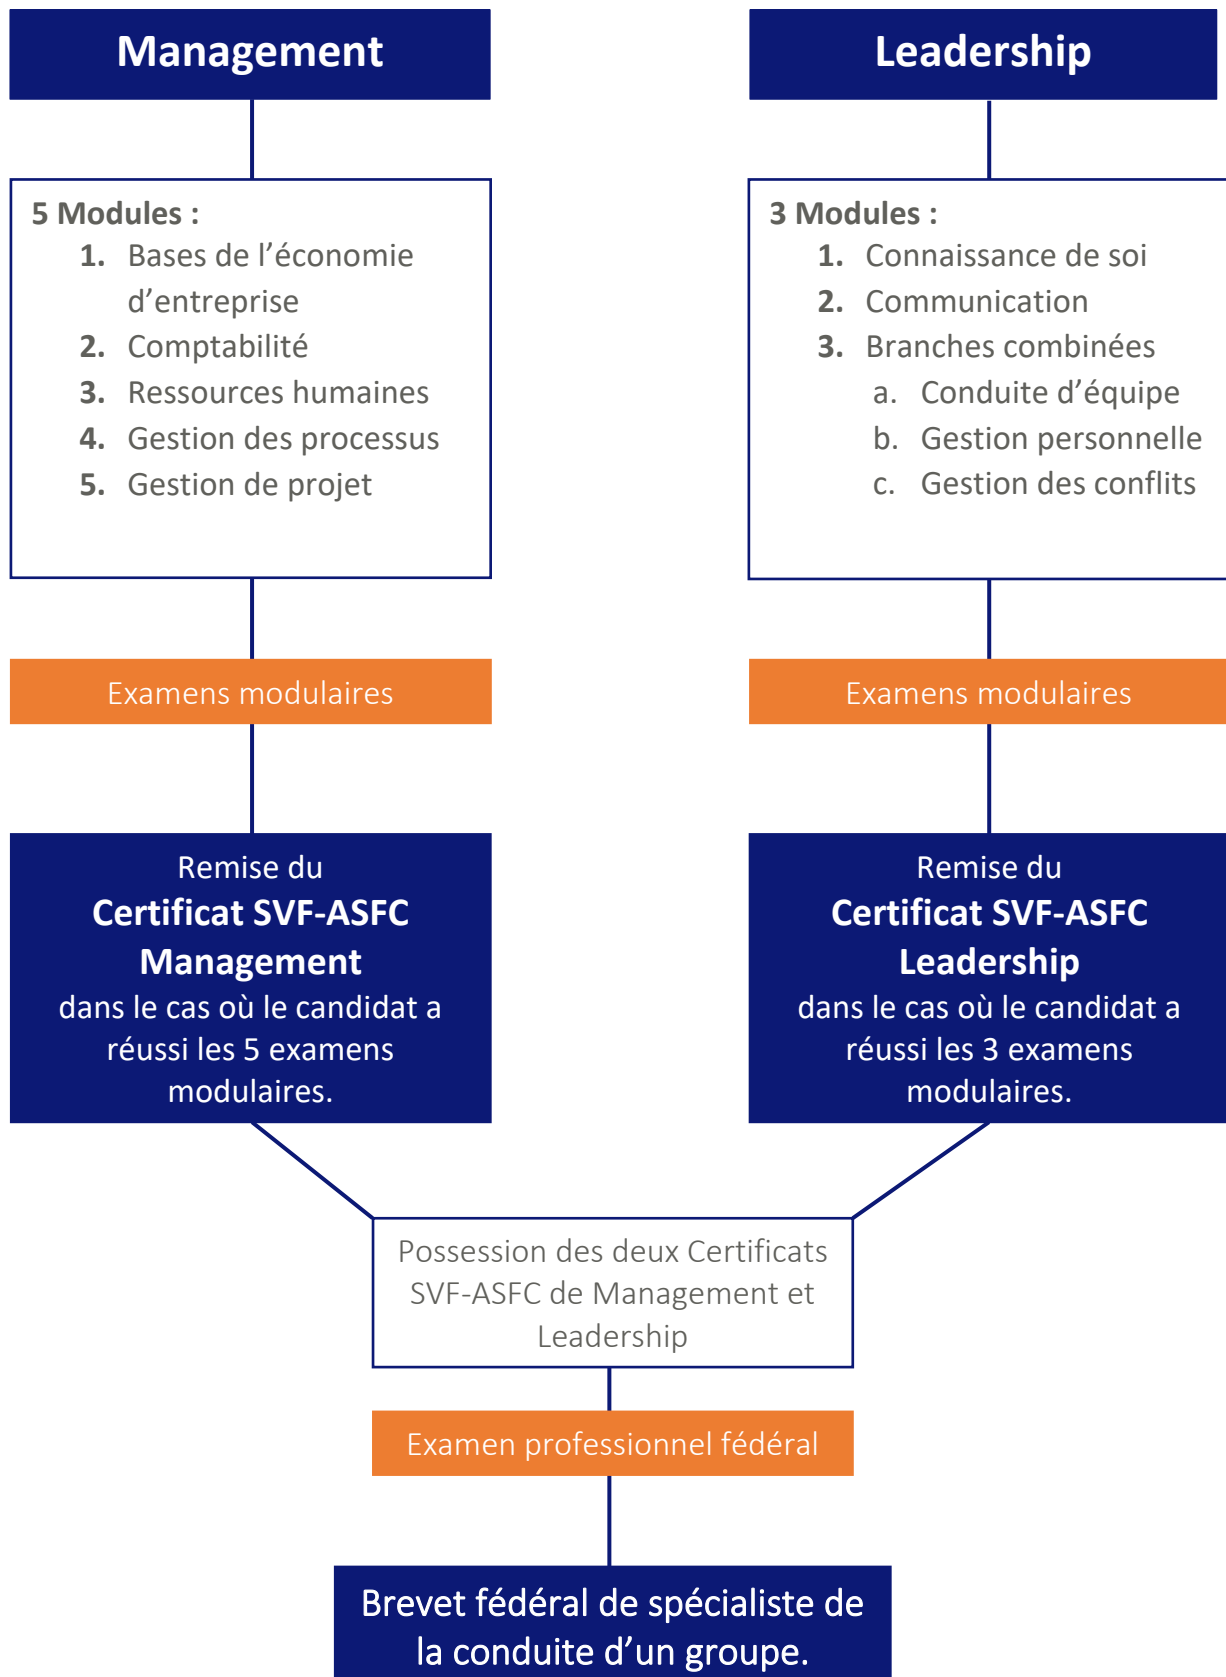 Management
5 Modules :
1. Bases de l’économie
d’entreprise
2. Comptabilité
3. Ressources humaines
4. Gestion des processus
5. Gestion de projet
Examens modulaires
Remise du
Certificat SVF-ASFC
Management
dans le cas où le candidat a
réussi les 5 examens
modulaires.
Leadership
3 Modules :
1. Connaissance de soi
2. Communication
3. Branches combinées
a. Conduite d’équipe
b. Gestion personnelle
c. Gestion des conflits
Examens modulaires
Remise du
Certificat SVF-ASFC
Leadership
dans le cas où le candidat a
réussi les 3 examens
modulaires.
Possession des deux Certificats
SVF-ASFC de Management et
Leadership
Examen professionnel fédéral
Brevet fédéral de spécialiste de
la conduite d’un groupe.